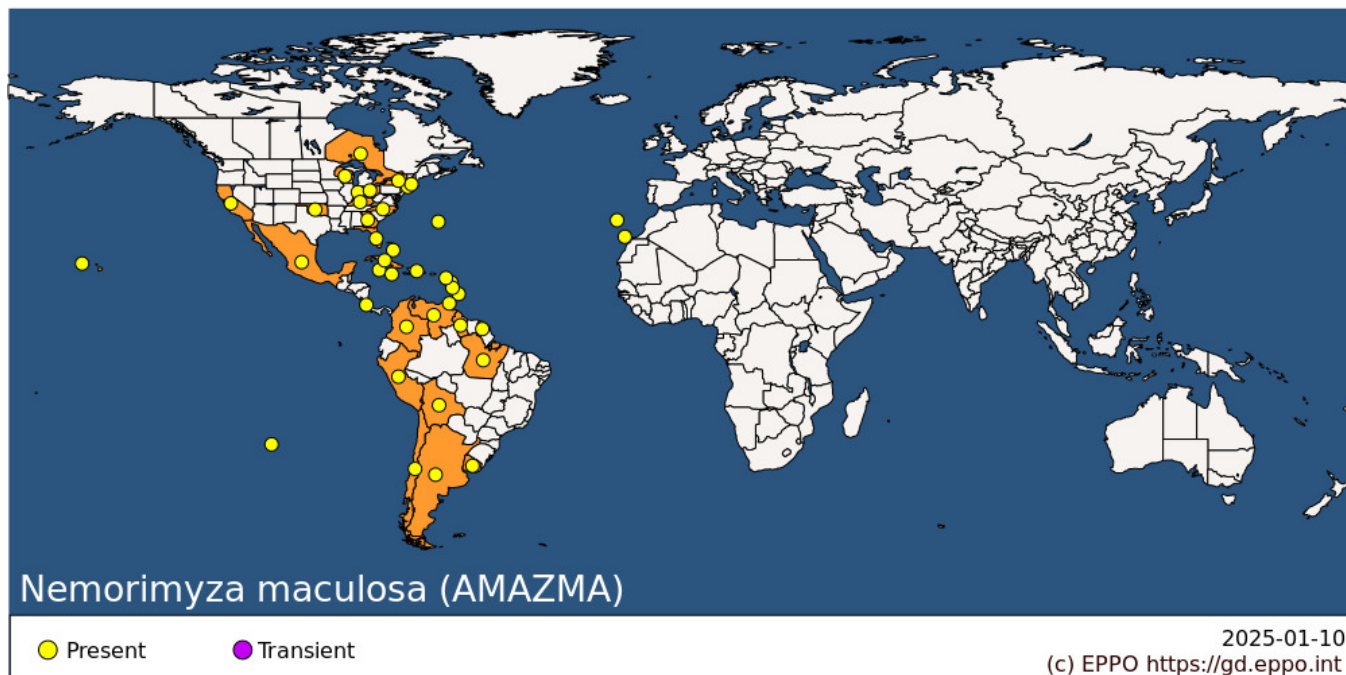 Nemorimyza maculosa (AMAZMA)
Present
Transient
2025-01-10
(c) EPPO https://gd.eppo.int